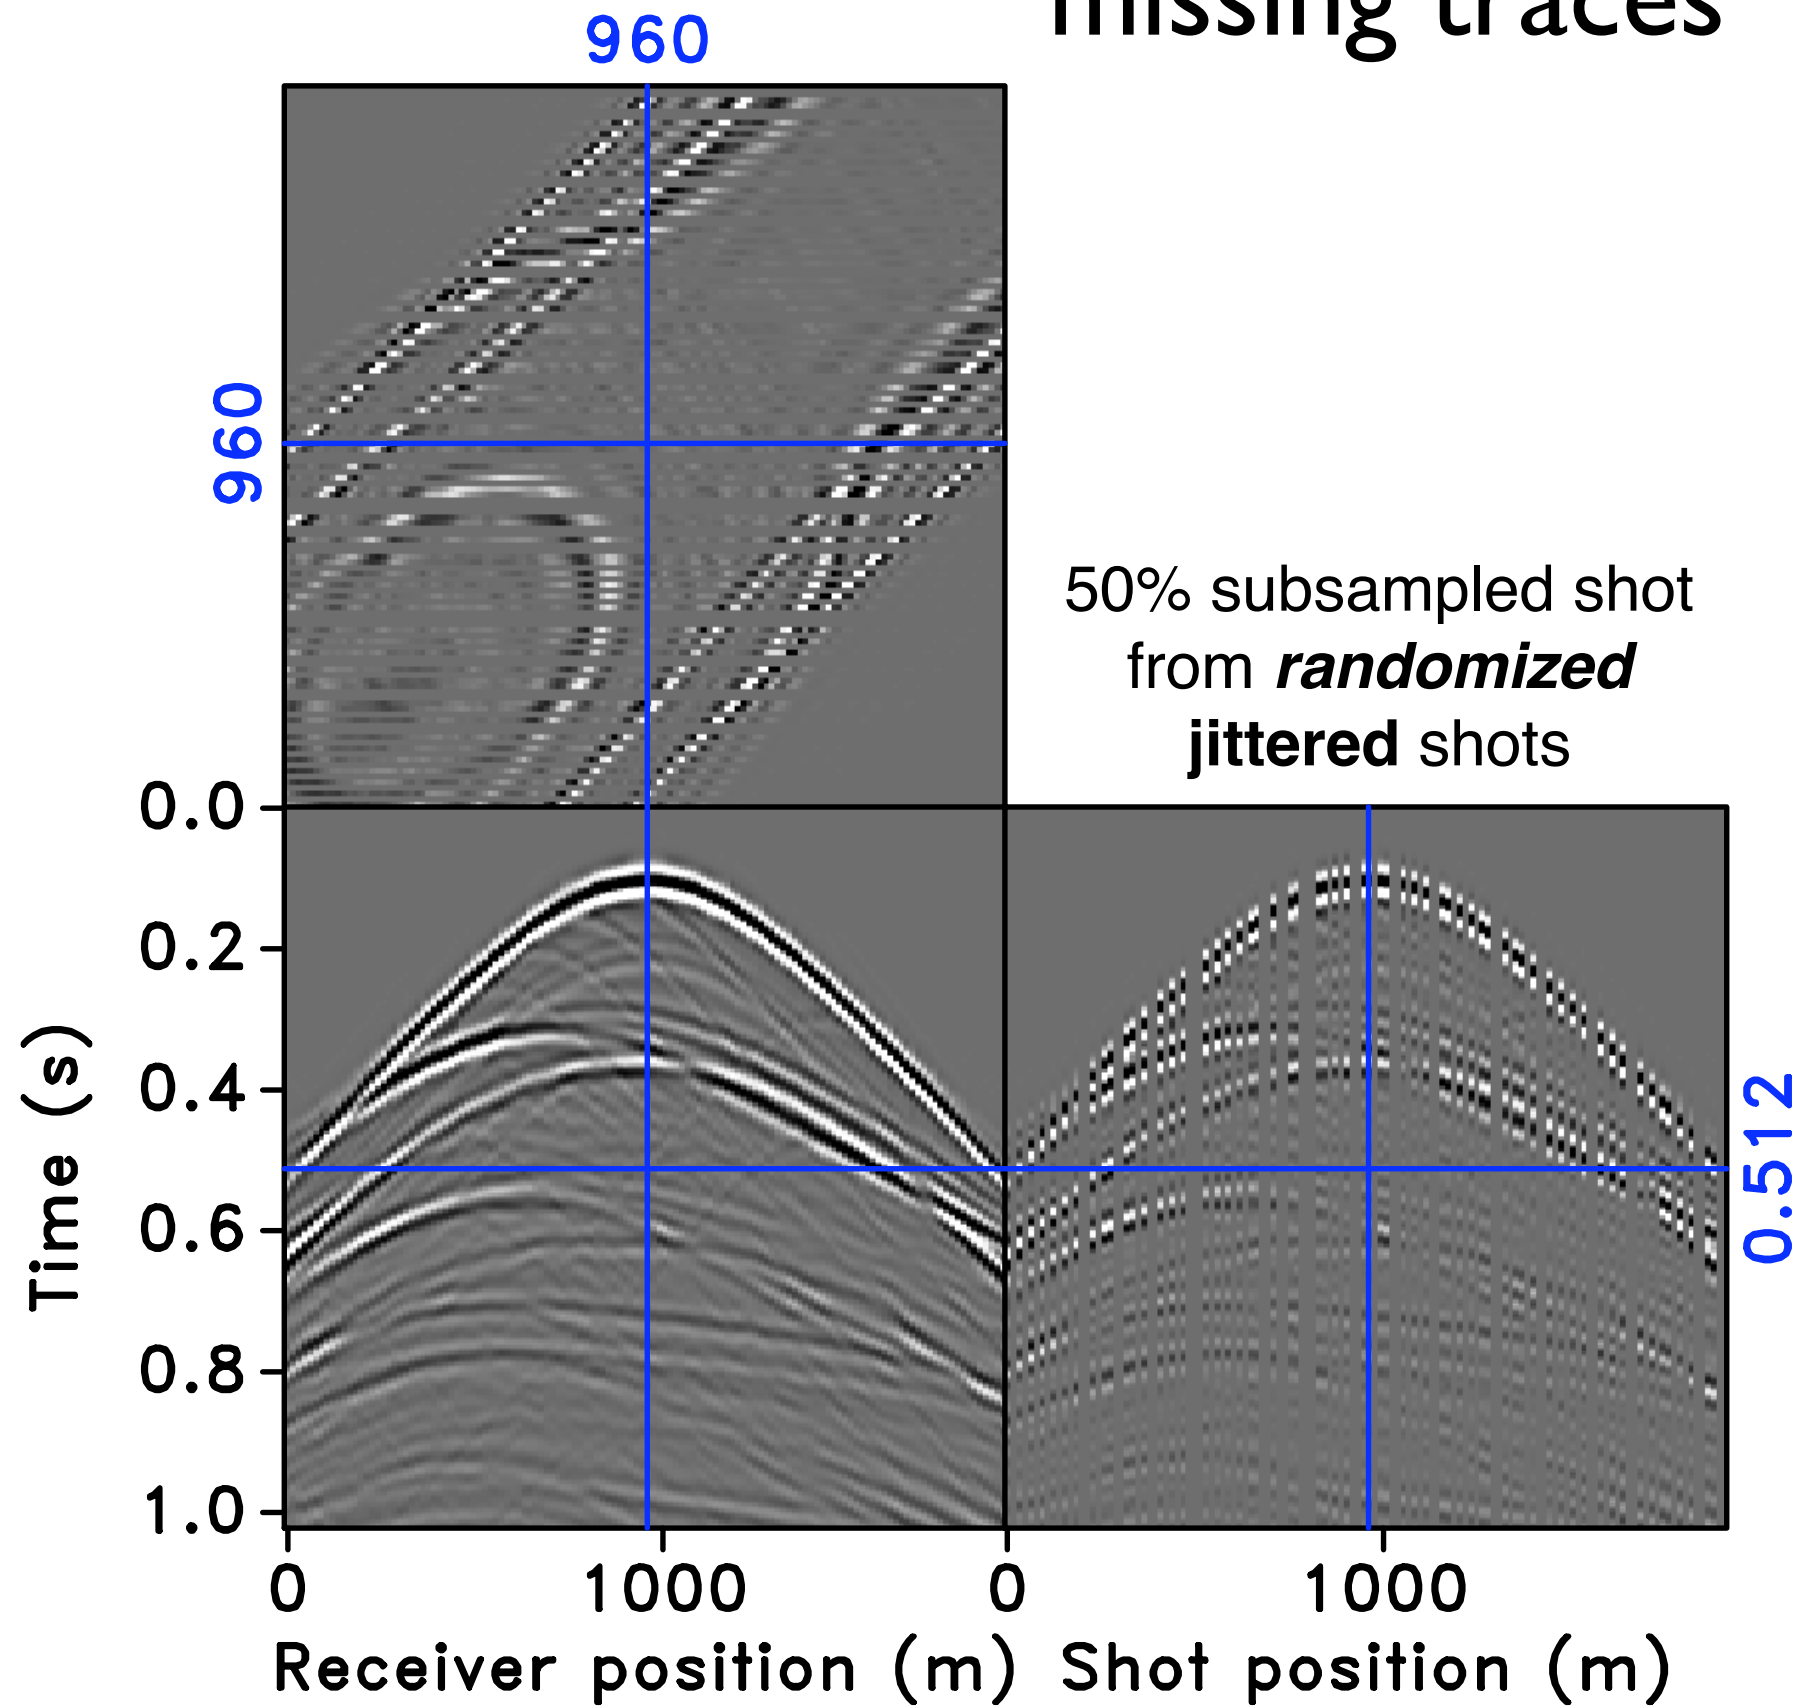 missing traces
960
960
50% subsampled shot
from randomized
jittered shots
0.0
0.2
0.4
0.6
0.8
1.0
Time (s)
0.512
0 1000 0 1000
Receiver position (m) Shot position (m)